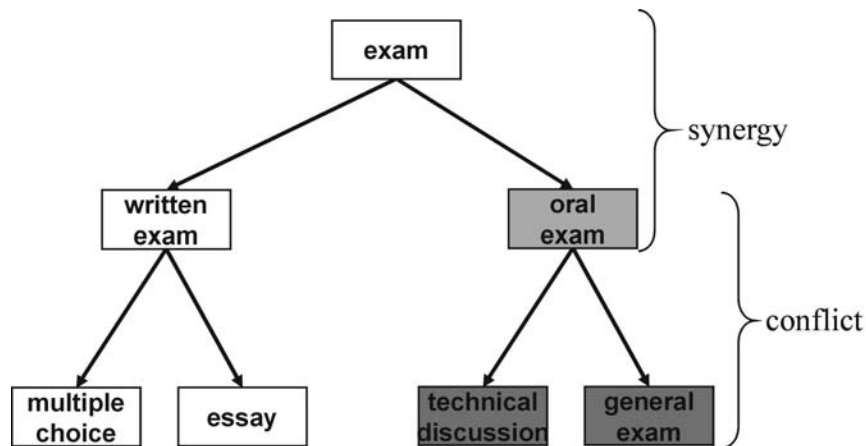 exam
synergy
written
exam
oral
exam
conflict
multiple
choice
essay
technical
discussion
general
exam